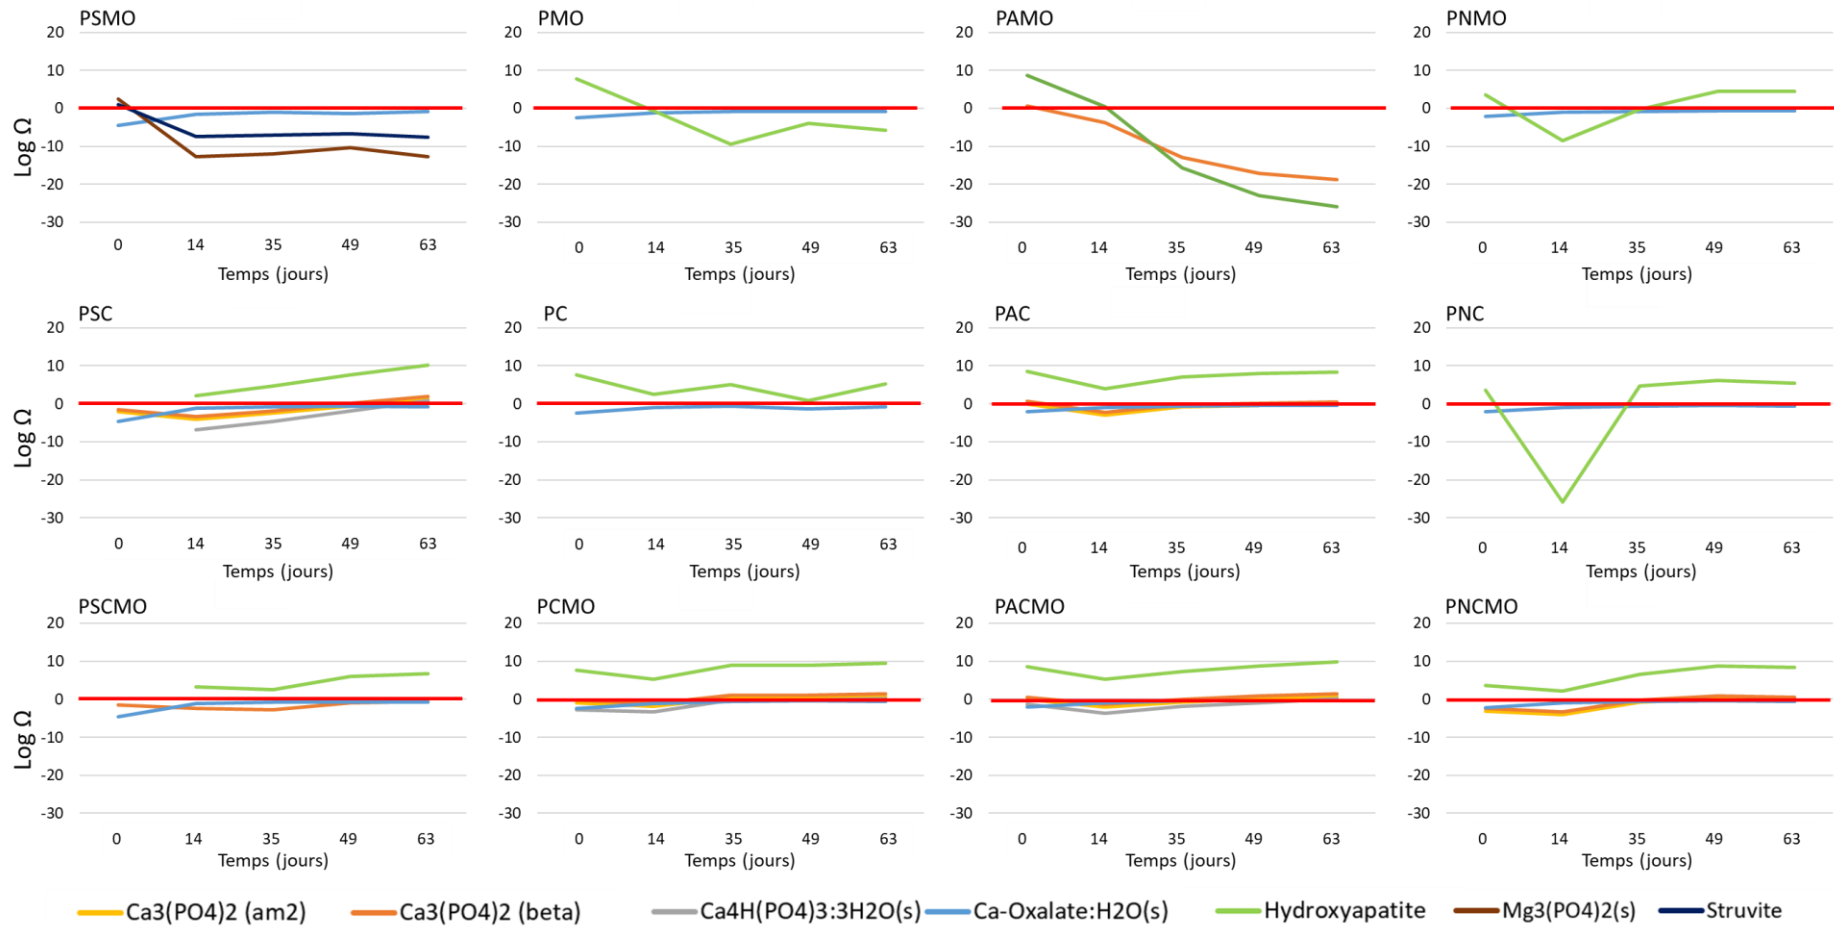 PSMO
20
10
0
-10
-20
-30
Log Ω
0 14 35 49 63
Temps (jours)
PMO
20
10
0
-10
-20
-30
0 14 35 49 63
Temps (jours)
PAMO
20
10
0
-10
-20
-30
0 14 35 49 63
Temps (jours)
PNMO
20
10
0
-10
-20
-30
0 14 35 49 63
Temps (jours)
PSC
20
10
0
-10
-20
-30
Log Ω
0 14 35 49 63
Temps (jours)
PC
20
10
0
-10
-20
-30
0 14 35 49 63
Temps (jours)
PAC
20
10
0
-10
-20
-30
0 14 35 49 63
Temps (jours)
PNC
20
10
0
-10
-20
-30
0 14 35 49 63
Temps (jours)
PSCMO
20
10
0
-10
-20
-30
Log Ω
0 14 35 49 63
Temps (jours)
PCMO
20
10
0
-10
-20
-30
0 14 35 49 63
Temps (jours)
PACMO
20
10
0
-10
-20
-30
0 14 35 49 63
Temps (jours)
PNCMO
20
10
0
-10
-20
-30
0 14 35 49 63
Temps (jours)
Ca3(PO4)2 (am2) Ca3(PO4)2 (beta) Ca4H(PO4)3:3H2O(s) Ca-Oxalate:H2O(s) Hydroxyapatite Mg3(PO4)2(s) Struvite